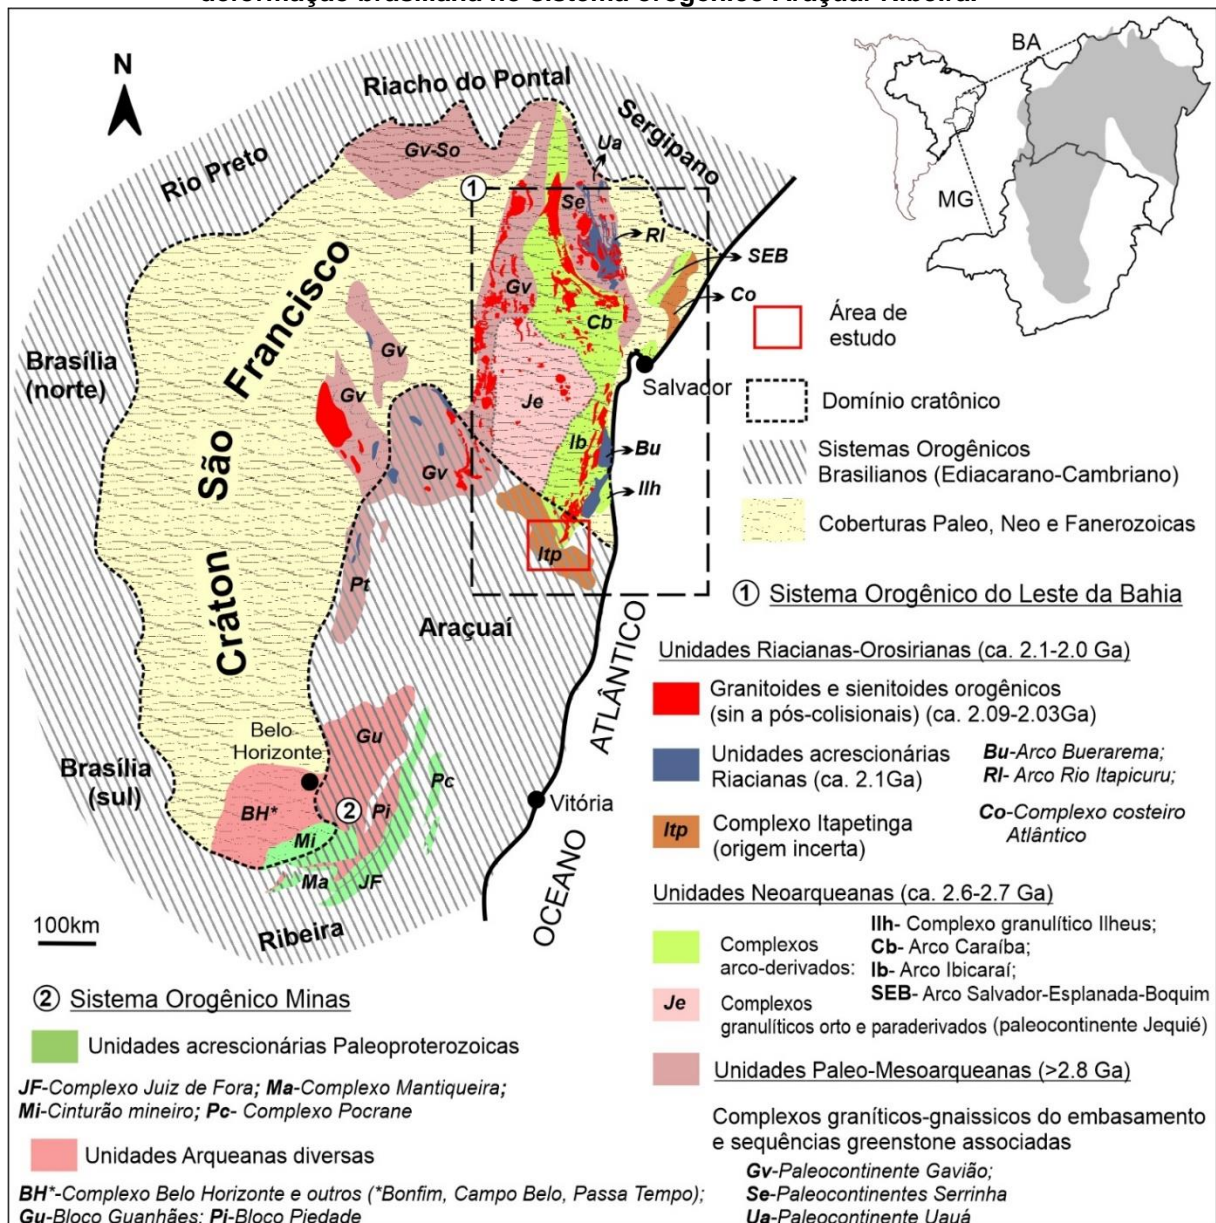 deformação brasiliana no sistema orogênico Araçuaí-Ribeira.
N
Riacho do Pontal
Rio Preto
Sergipano
Gv-So
Ua
1
Se
RI
SEB
Gv
Co
Cb
BA
MG
Área de
estudo
Brasília
(norte)
Cráton São Francisco
Gv
Gv
Je
Salvador
Domínio cratônico
Ib
Bu
Gv
Sistemas Orogênicos
Brasilianos (Ediacarano-Cambriano)
Ilh
Coberturas Paleo, Neo e Fanerozoicas
Itp
Pt
Araçuaí
1 Sistema Orogênico do Leste da Bahia
Unidades Riacianas-Orosirianas (ca. 2.1-2.0 Ga)
Granitoides e sienitoides orogênicos
(sin a pós-colisionais) (ca. 2.09-2.03Ga)
Unidades acrescionárias
Riacianas (ca. 2.1Ga)
Bu-Arco Buerarema;
RI- Arco Rio Itapicuru;
Itp
Complexo Itapetinga
(origem incerta)
Co-Complexo costeiro
Atlântico
Belo
Horizonte
Gu
Pc
Brasília
(sul)
BH*
2
Pi
Mi
Ma
JF
Vitória
OCEANO ATLÂNTICO
Ribeira
100km
Unidades Neoarqueanas (ca. 2.6-2.7 Ga)
Complexos
arco-derivados:
Ilh- Complexo granulítico Ilheus;
Cb- Arco Caraíba;
Ib- Arco Ibicaraí;
SEB- Arco Salvador-Esplanada-Boquim
Je
Complexos
granulíticos orto e paraderivados (paleocontinente Jequié)
Unidades Paleo-Mesoarqueanas (>2.8 Ga)
Complexos graníticos-gnaissicos do embasamento
e sequências greenstone associadas
Gv-Paleocontinente Gavião;
Se-Paleocontinentes Serrinha
Ua-Paleocontinente Uauá
2 Sistema Orogênico Minas
Unidades acrescionárias Paleoproterozoicas
JF-Complexo Juiz de Fora; Ma-Complexo Mantiqueira;
Mi-Cinturão mineiro; Pc- Complexo Pocrane
Unidades Arqueanas diversas
BH*-Complexo Belo Horizonte e outros (*Bonfim, Campo Belo, Passa Tempo);
Gu-Bloco Guanhães; Pi-Bloco Piedade